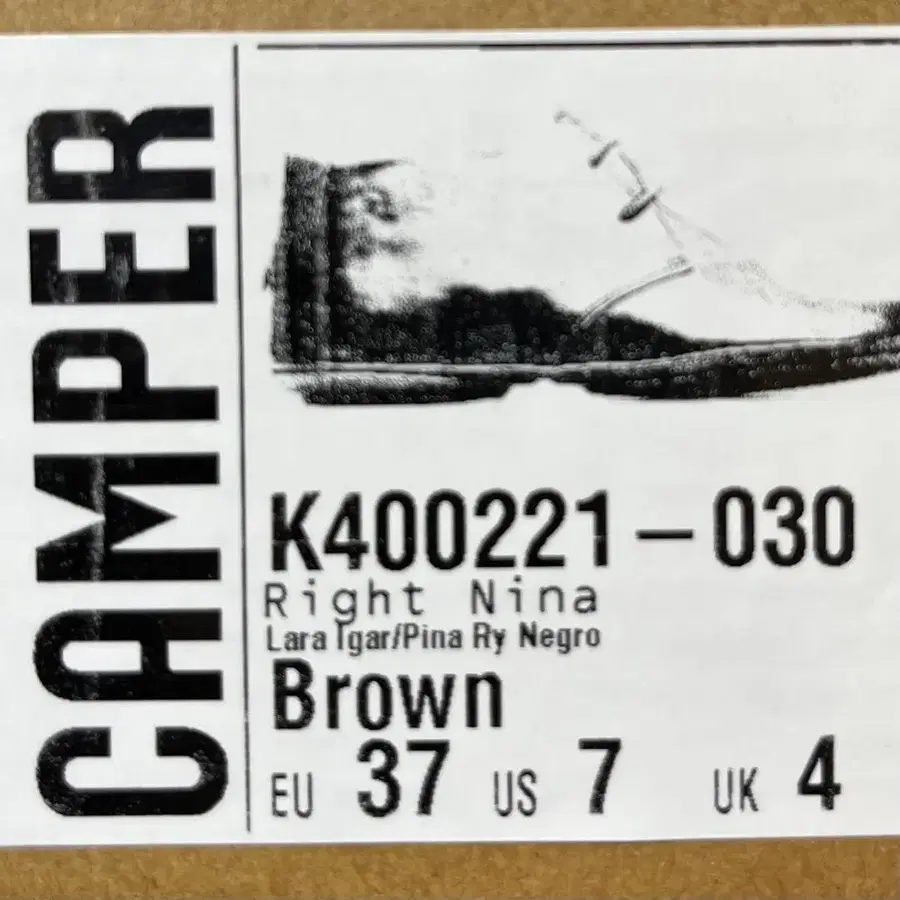 CAMPER
K400221-030
Right Nina
Lara Igar/Pina Ry Negro
Brown
EU 37 US 7 UK 4